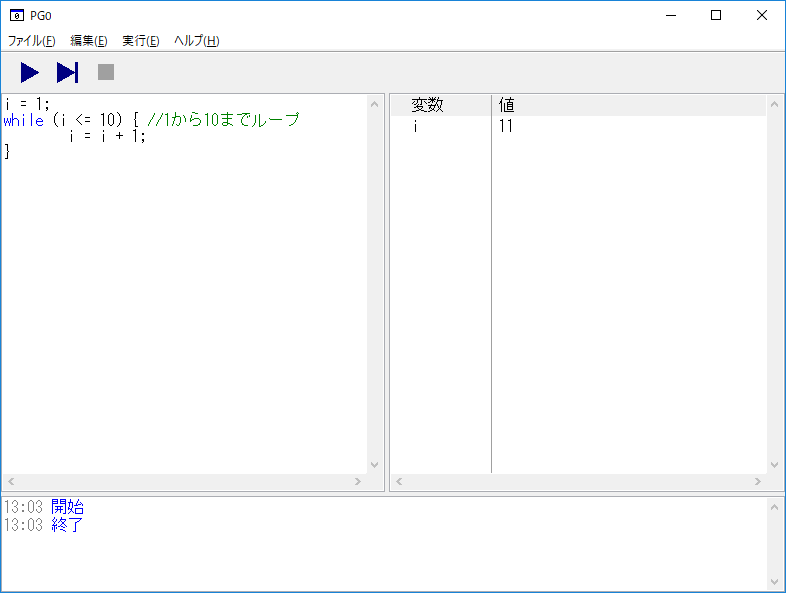 PG0
ファイル(F) 編集(E) 実行(E) ヘルプ(H)
i = 1;
while (i <= 10) { //1から10までループ
i = i + 1;
}
変数 値
i 11
13:03 開始
13:03 終了